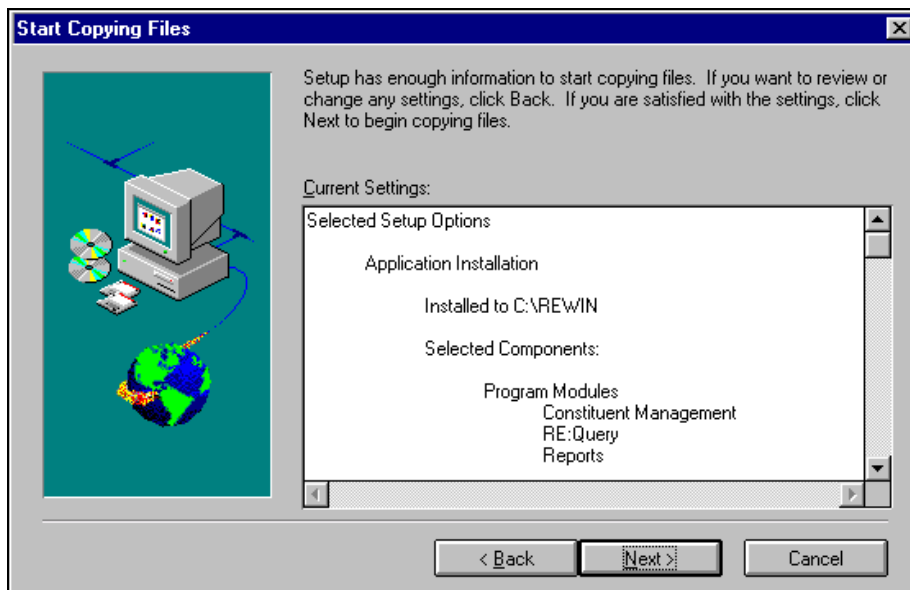 Start Copying Files
Setup has enough information to start copying files. If you want to review or
change any settings, click Back. If you are satisfied with the settings, click
Next to begin copying files.
Current Settings:
Selected Setup Options
Application Installation
Installed to C:\REWIN
Selected Components:
Program Modules
Constituent Management
RE:Query
Reports
< Back
Next >
Cancel